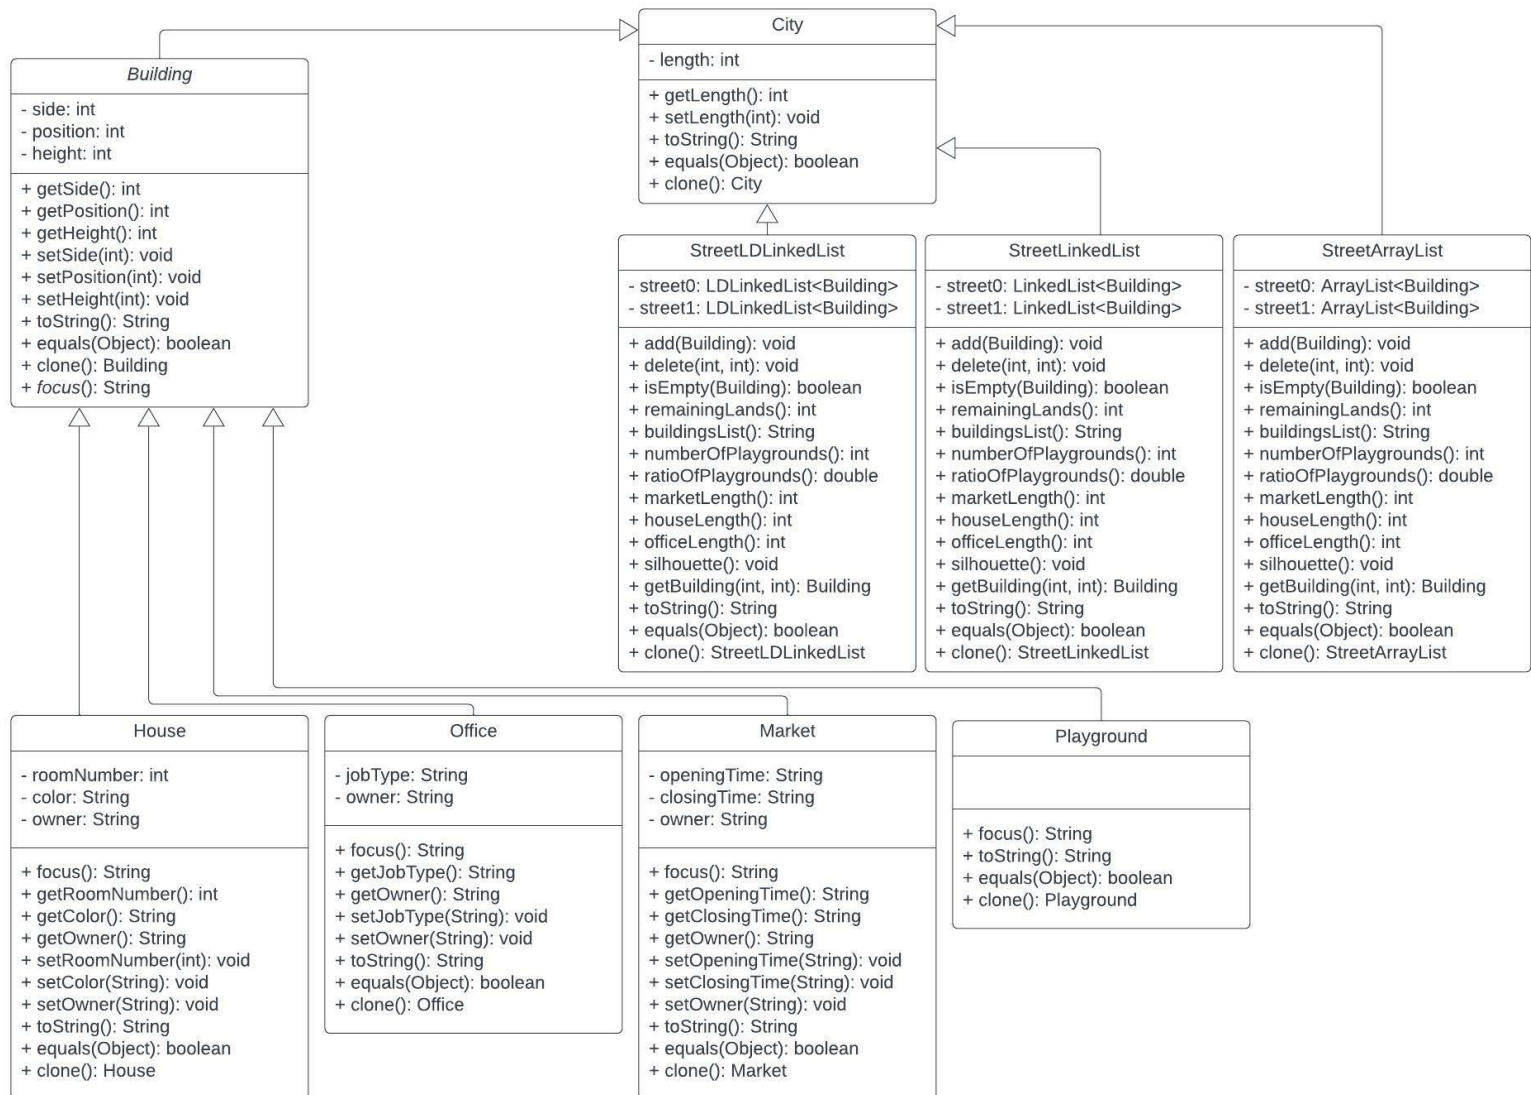 City
- length: int
+ getLength(): int
+ setLength(int): void
+ toString(): String
+ equals(Object): boolean
+ clone(): City
Building
- side: int
- position: int
- height: int
+ getSide(): int
+ getPosition(): int
+ getHeight(): int
+ setSide(int): void
+ setPosition(int): void
+ setHeight(int): void
+ toString(): String
+ equals(Object): boolean
+ clone(): Building
+ focus(): String
StreetLDLinkedList
- street0: LDLinkedList<Building>
- street1: LDLinkedList<Building>
+ add(Building): void
+ delete(int, int): void
+ isEmpty(Building): boolean
+ remainingLands(): int
+ buildingsList(): String
+ numberOfPlaygrounds(): int
+ ratioOfPlaygrounds(): double
+ marketLength(): int
+ houseLength(): int
+ officeLength(): int
+ silhouette(): void
+ getBuilding(int, int): Building
+ toString(): String
+ equals(Object): boolean
+ clone(): StreetLDLinkedList
StreetLinkedList
- street0: LinkedList<Building>
- street1: LinkedList<Building>
+ add(Building): void
+ delete(int, int): void
+ isEmpty(Building): boolean
+ remainingLands(): int
+ buildingsList(): String
+ numberOfPlaygrounds(): int
+ ratioOfPlaygrounds(): double
+ marketLength(): int
+ houseLength(): int
+ officeLength(): int
+ silhouette(): void
+ getBuilding(int, int): Building
+ toString(): String
+ equals(Object): boolean
+ clone(): StreetLinkedList
StreetArrayList
- street0: ArrayList<Building>
- street1: ArrayList<Building>
+ add(Building): void
+ delete(int, int): void
+ isEmpty(Building): boolean
+ remainingLands(): int
+ buildingsList(): String
+ numberOfPlaygrounds(): int
+ ratioOfPlaygrounds(): double
+ marketLength(): int
+ houseLength(): int
+ officeLength(): int
+ silhouette(): void
+ getBuilding(int, int): Building
+ toString(): String
+ equals(Object): boolean
+ clone(): StreetArrayList
House
- roomNumber: int
- color: String
- owner: String
+ focus(): String
+ getRoomNumber(): int
+ getColor(): String
+ getOwner(): String
+ setRoomNumber(int): void
+ setColor(String): void
+ setOwner(String): void
+ toString(): String
+ equals(Object): boolean
+ clone(): House
Office
- jobType: String
- owner: String
+ focus(): String
+ getJobType(): String
+ getOwner(): String
+ setJobType(String): void
+ setOwner(String): void
+ toString(): String
+ equals(Object): boolean
+ clone(): Office
Market
- openingTime: String
- closingTime: String
- owner: String
+ focus(): String
+ getOpeningTime(): String
+ getClosingTime(): String
+ getOwner(): String
+ setOpeningTime(String): void
+ setClosingTime(String): void
+ setOwner(String): void
+ toString(): String
+ equals(Object): boolean
+ clone(): Market
Playground
+ focus(): String
+ toString(): String
+ equals(Object): boolean
+ clone(): Playground